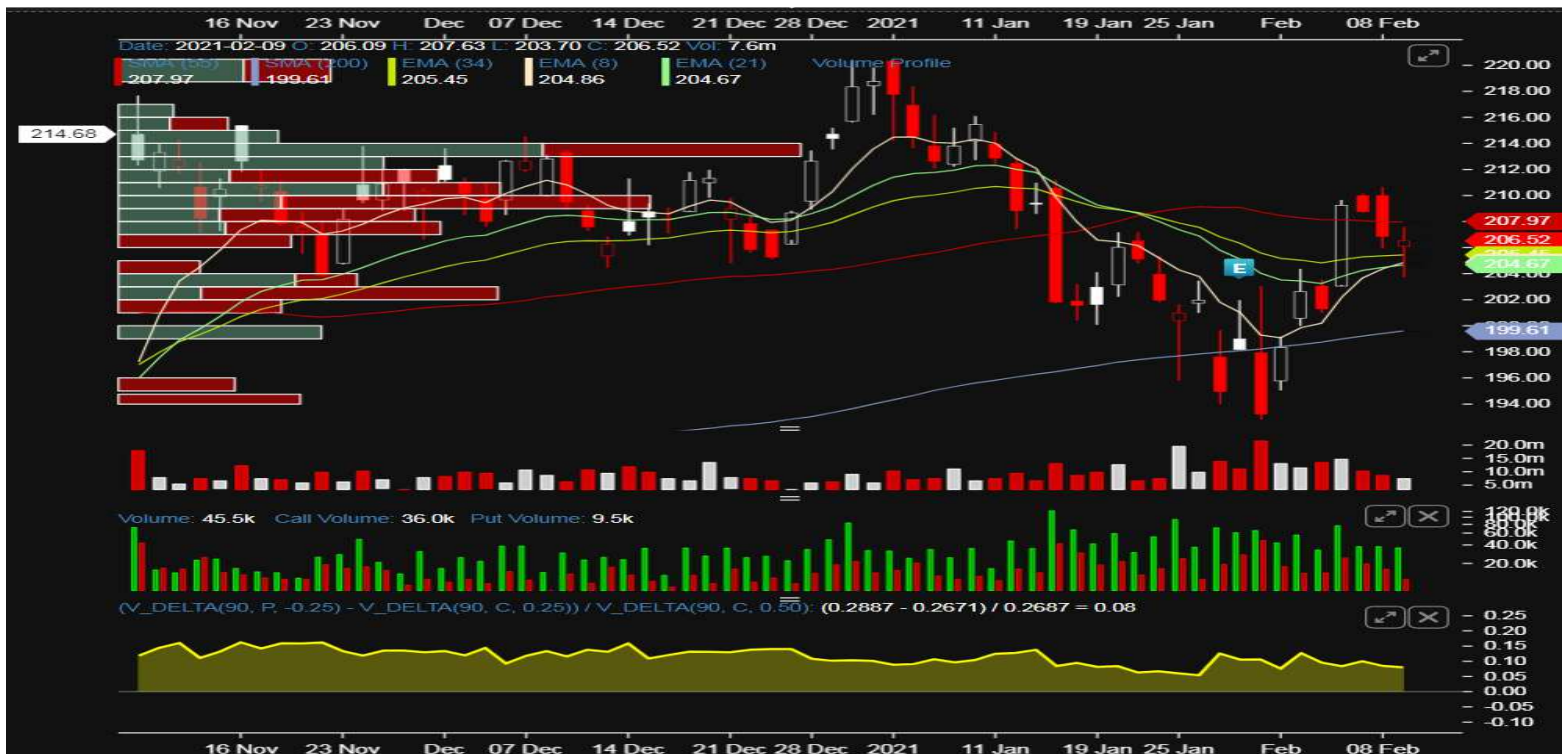 16 Nov 23 Nov Dec 07 Dec 14 Dec 21 Dec 28 Dec 2021 11 Jan 19 Jan 25 Jan Feb 08 Feb
Date: 2021-02-09 O: 206.09 H: 207.63 L: 203.70 C: 206.52 Vol: 7.6m
SMA (200) EMA (34) EMA (8) EMA (21) Volume Profile
207.97 199.61 205.45 204.86 204.67
220.00
218.00
216.00
214.68
214.00
212.00
210.00
207.97
206.52
205.45
204.67
204.00
202.00
199.61
198.00
196.00
194.00
E
20.0m
15.0m
10.0m
5.0m
Volume: 45.5k Call Volume: 36.0k Put Volume: 9.5k
120.0k
100.0k
80.0k
60.0k
40.0k
20.0k
(V_DELTA(90, P, -0.25) - V_DELTA(90, C, 0.25)) / V_DELTA(90, C, 0.50): (0.2887 - 0.2671) / 0.2687 = 0.08
0.25
0.20
0.15
0.10
0.05
0.00
-0.05
-0.10
16 Nov 23 Nov Dec 07 Dec 14 Dec 21 Dec 28 Dec 2021 11 Jan 19 Jan 25 Jan Feb 08 Feb